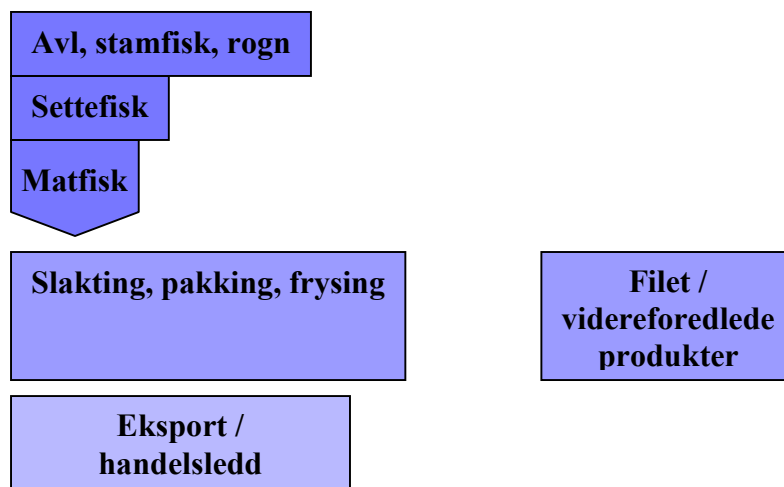 Avl, stamfisk, rogn
Settefisk
Matfisk
Slakting, pakking, frysing
Filet /
videreforedlede
produkter
Eksport /
handelsledd